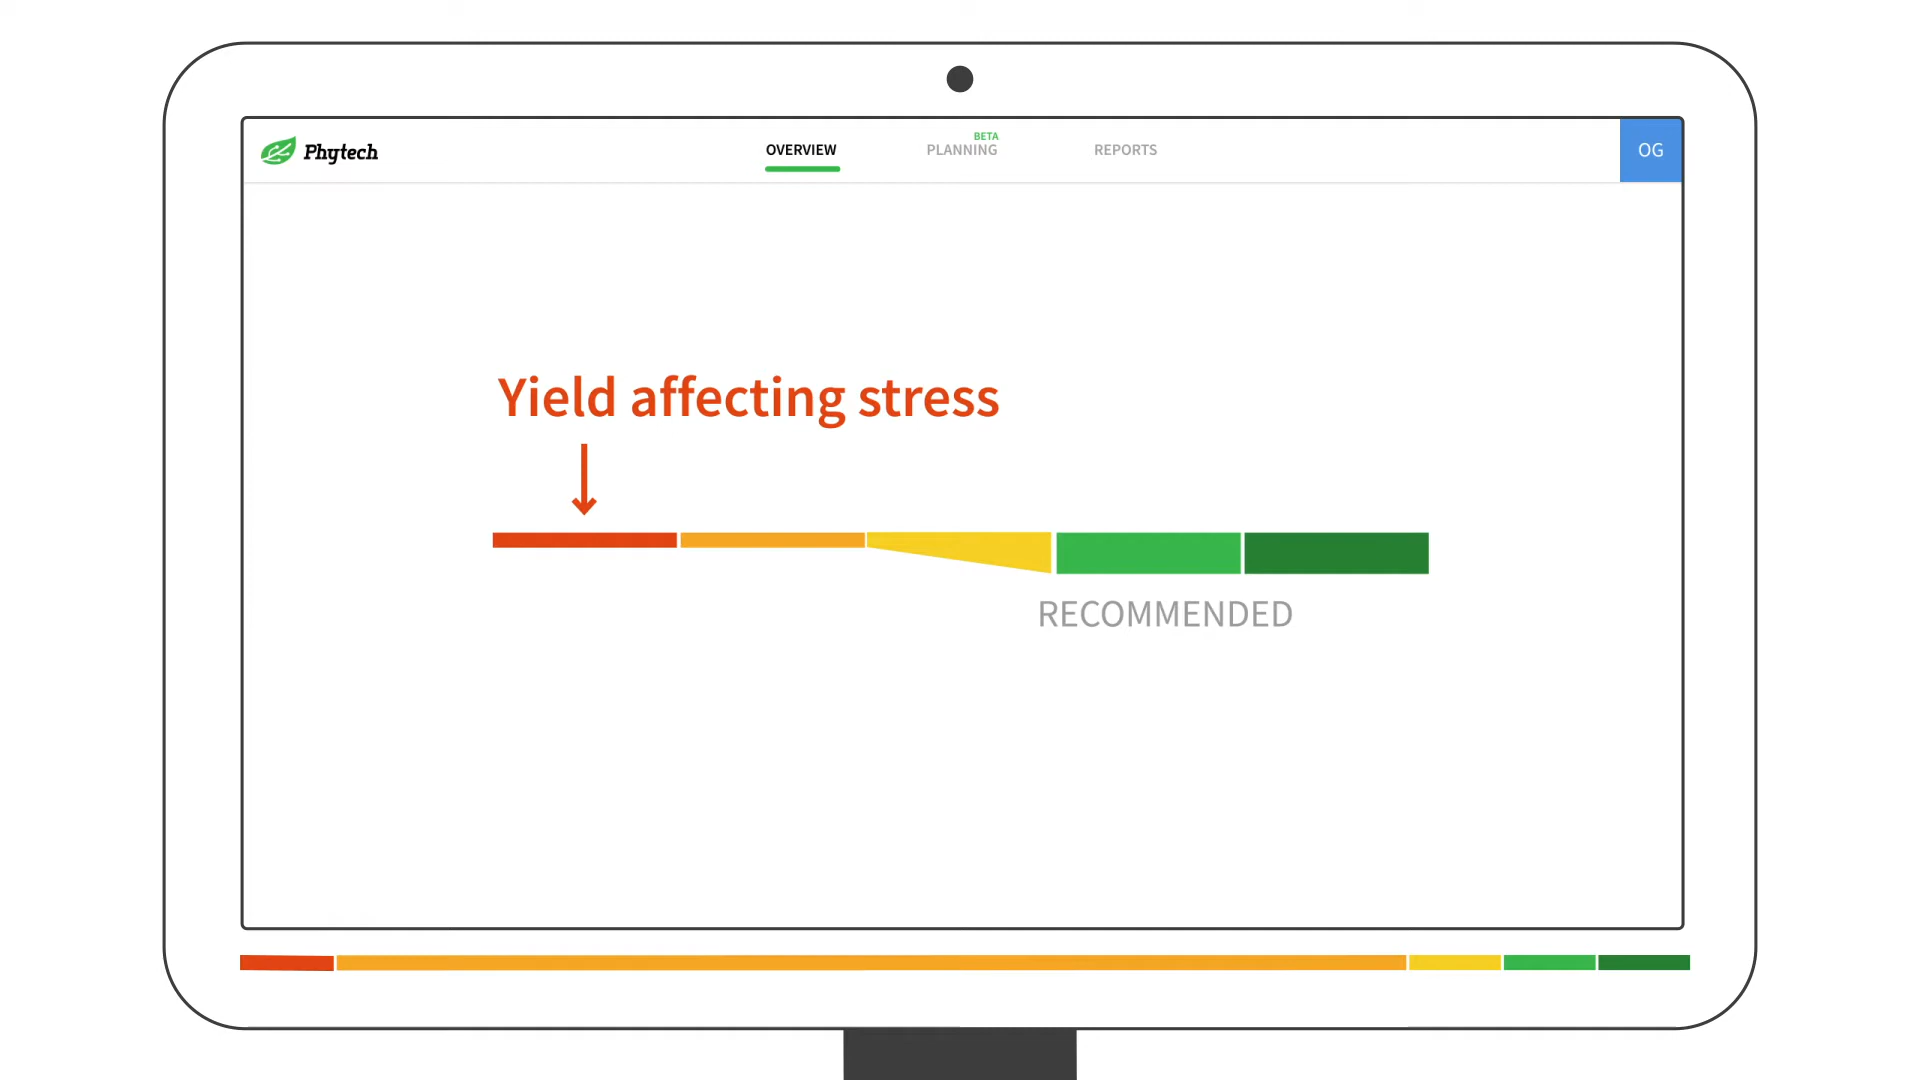 Phytech
OVERVIEW
BETA
PLANNING
REPORTS
OG
Yield affecting stress
RECOMMENDED